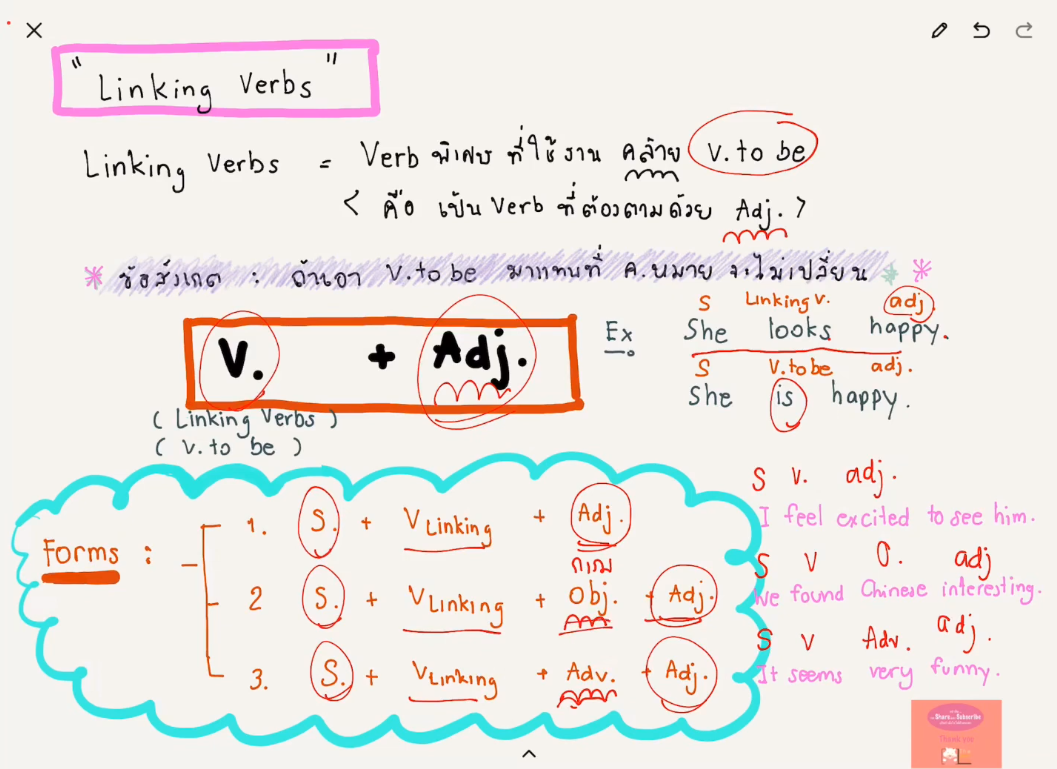 " Linking Verbs "
Linking Verbs = Verb พิเศษ ที่ใช้งาน คล้าย V. to be
< คือ เป็น Verb ที่ต้องตามด้วย Adj. >
* ข้อสังเกต : ถ้าเอา V. to be มาแทนที่ ค.หมาย จะไม่เปลี่ยน * *
S Linking V. adj.
V. + Adj. Ex She looks happy.
S V. to be adj.
She is happy.
( Linking Verbs )
( V. to be )
Forms :
1. S. + V Linking + Adj.
กรรม
2 S. + V Linking + Obj. + Adj.
3. S. + V Linking + Adv. + Adj.
S V. adj.
I feel excited to see him.
S V O. adj
We found Chinese interesting.
S V Adv. adj.
It seems very funny.
Share Subscribe
Thank you